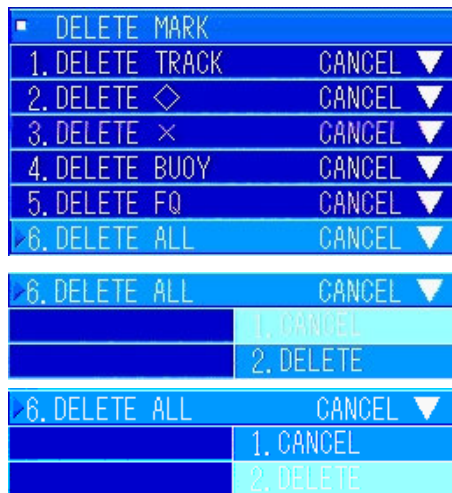 DELETE MARK
1. DELETE TRACK CANCEL ▼
2. DELETE ◇ CANCEL ▼
3. DELETE × CANCEL ▼
4. DELETE BUOY CANCEL ▼
5. DELETE FQ CANCEL ▼
6. DELETE ALL CANCEL ▼
6. DELETE ALL CANCEL ▼
1. CANCEL
2. DELETE
6. DELETE ALL CANCEL ▼
1. CANCEL
2. DELETE